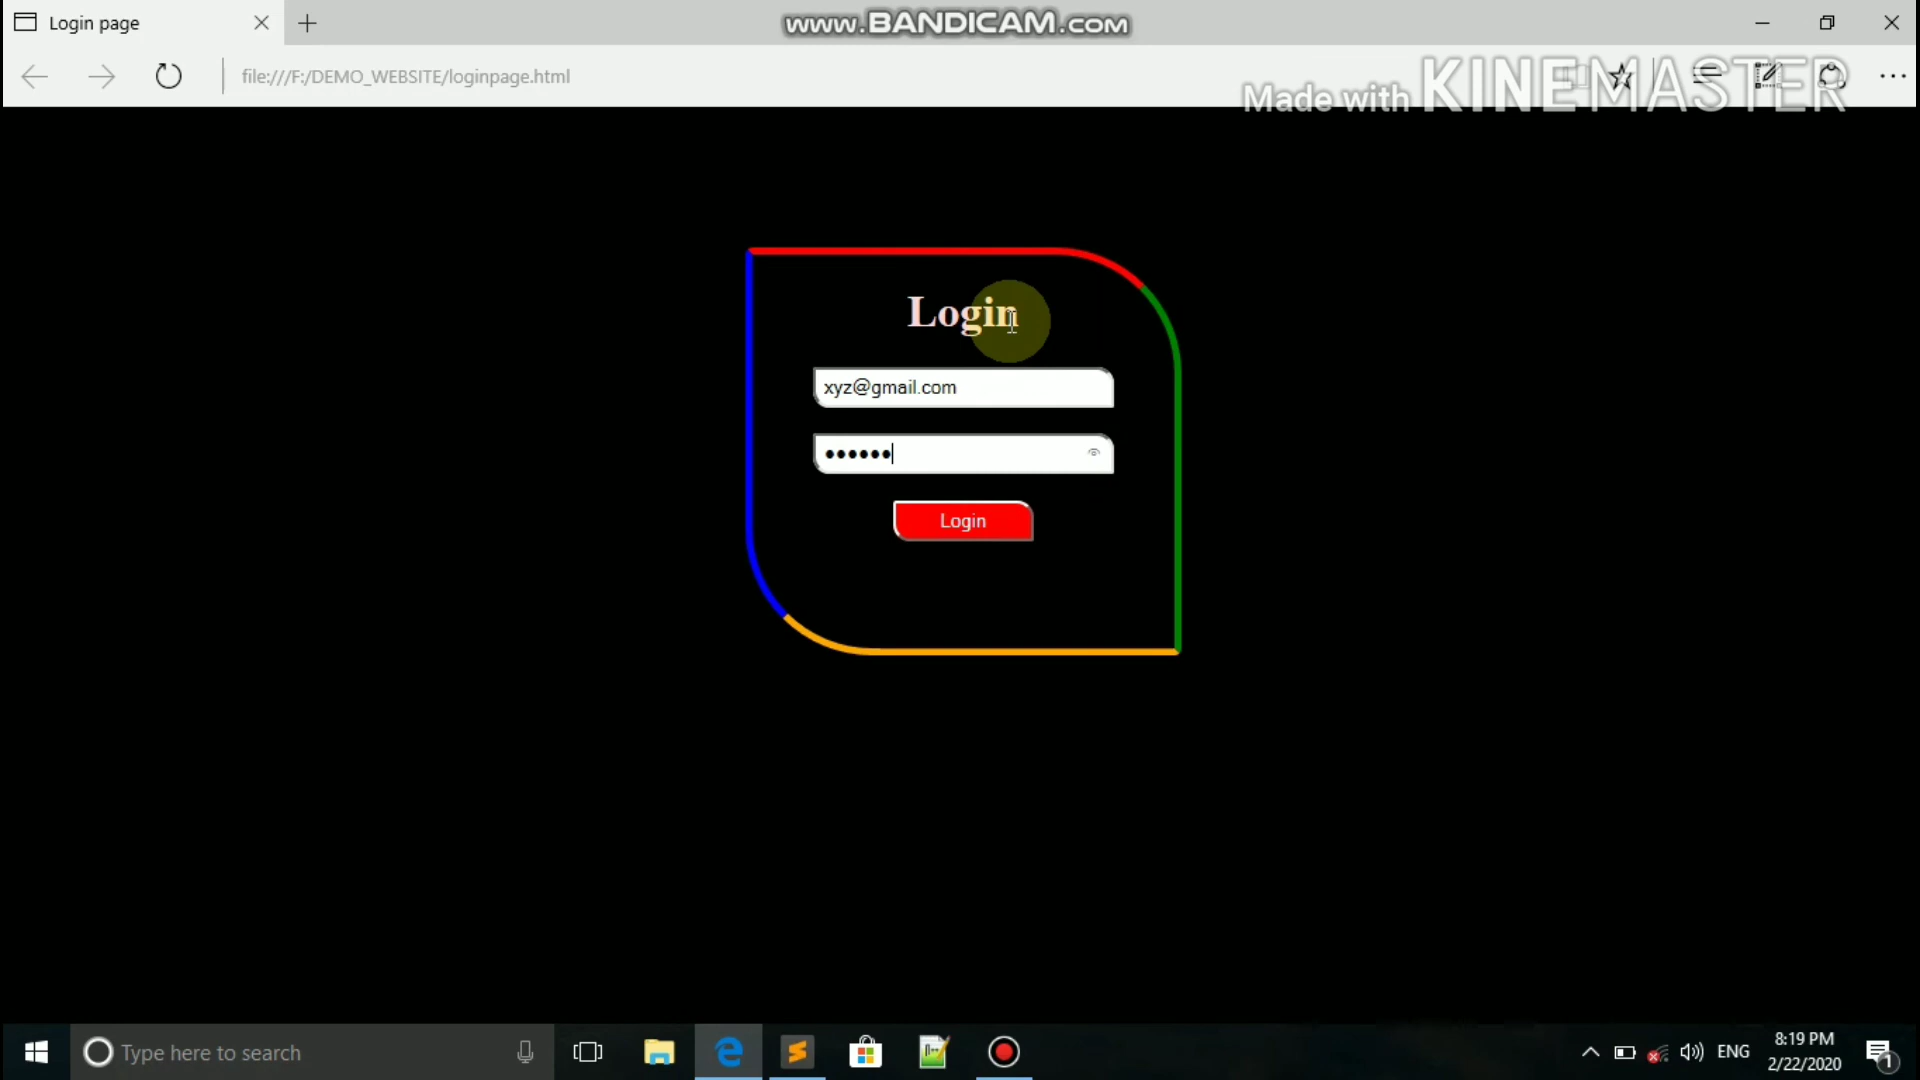 Login page
www.BANDICAM.com
file:///F:/DEMO_WEBSITE/loginpage.html
Made with KINEMASTER
Login
xyz@gmail.com
••••••
Login
Type here to search
ENG
8:19 PM
2/22/2020
1